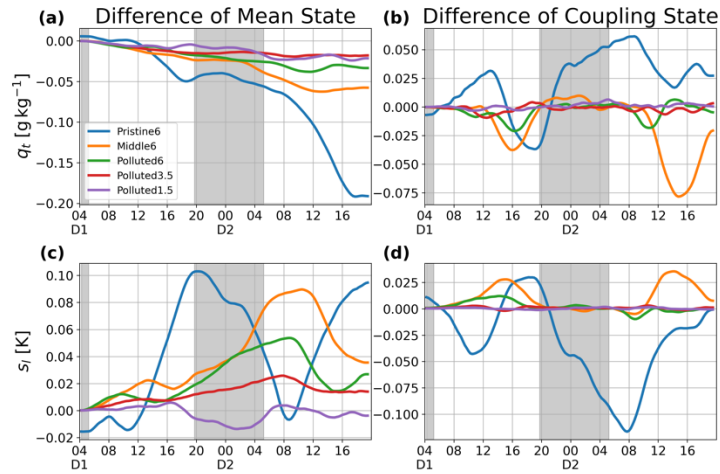 Difference of Mean State
Difference of Coupling State
(a)
(b)
q_t [g kg⁻¹]
0.00
−0.05
−0.10
−0.15
−0.20
Pristine6
Middle6
Polluted6
Polluted3.5
Polluted1.5
04 08 12 16 20 00 04 08 12 16
D1 D2
0.050
0.025
0.000
−0.025
−0.050
−0.075
04 08 12 16 20 00 04 08 12 16
D1 D2
(c)
(d)
s_l [K]
0.10
0.08
0.06
0.04
0.02
0.00
−0.02
04 08 12 16 20 00 04 08 12 16
D1 D2
0.025
0.000
−0.025
−0.050
−0.075
−0.100
04 08 12 16 20 00 04 08 12 16
D1 D2